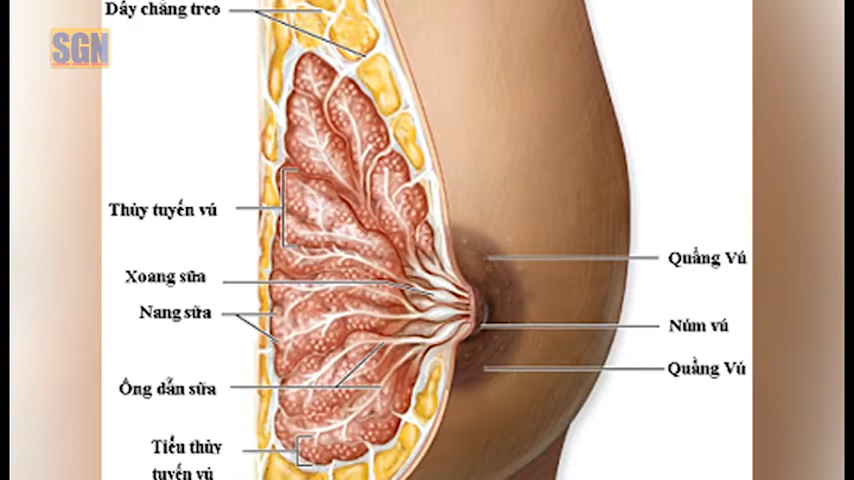 Dây chằng treo
SGN
Thùy tuyến vú
Xoang sữa
Nang sữa
Ống dẫn sữa
Tiểu thùy
tuyến vú
Quầng Vú
Núm vú
Quầng Vú